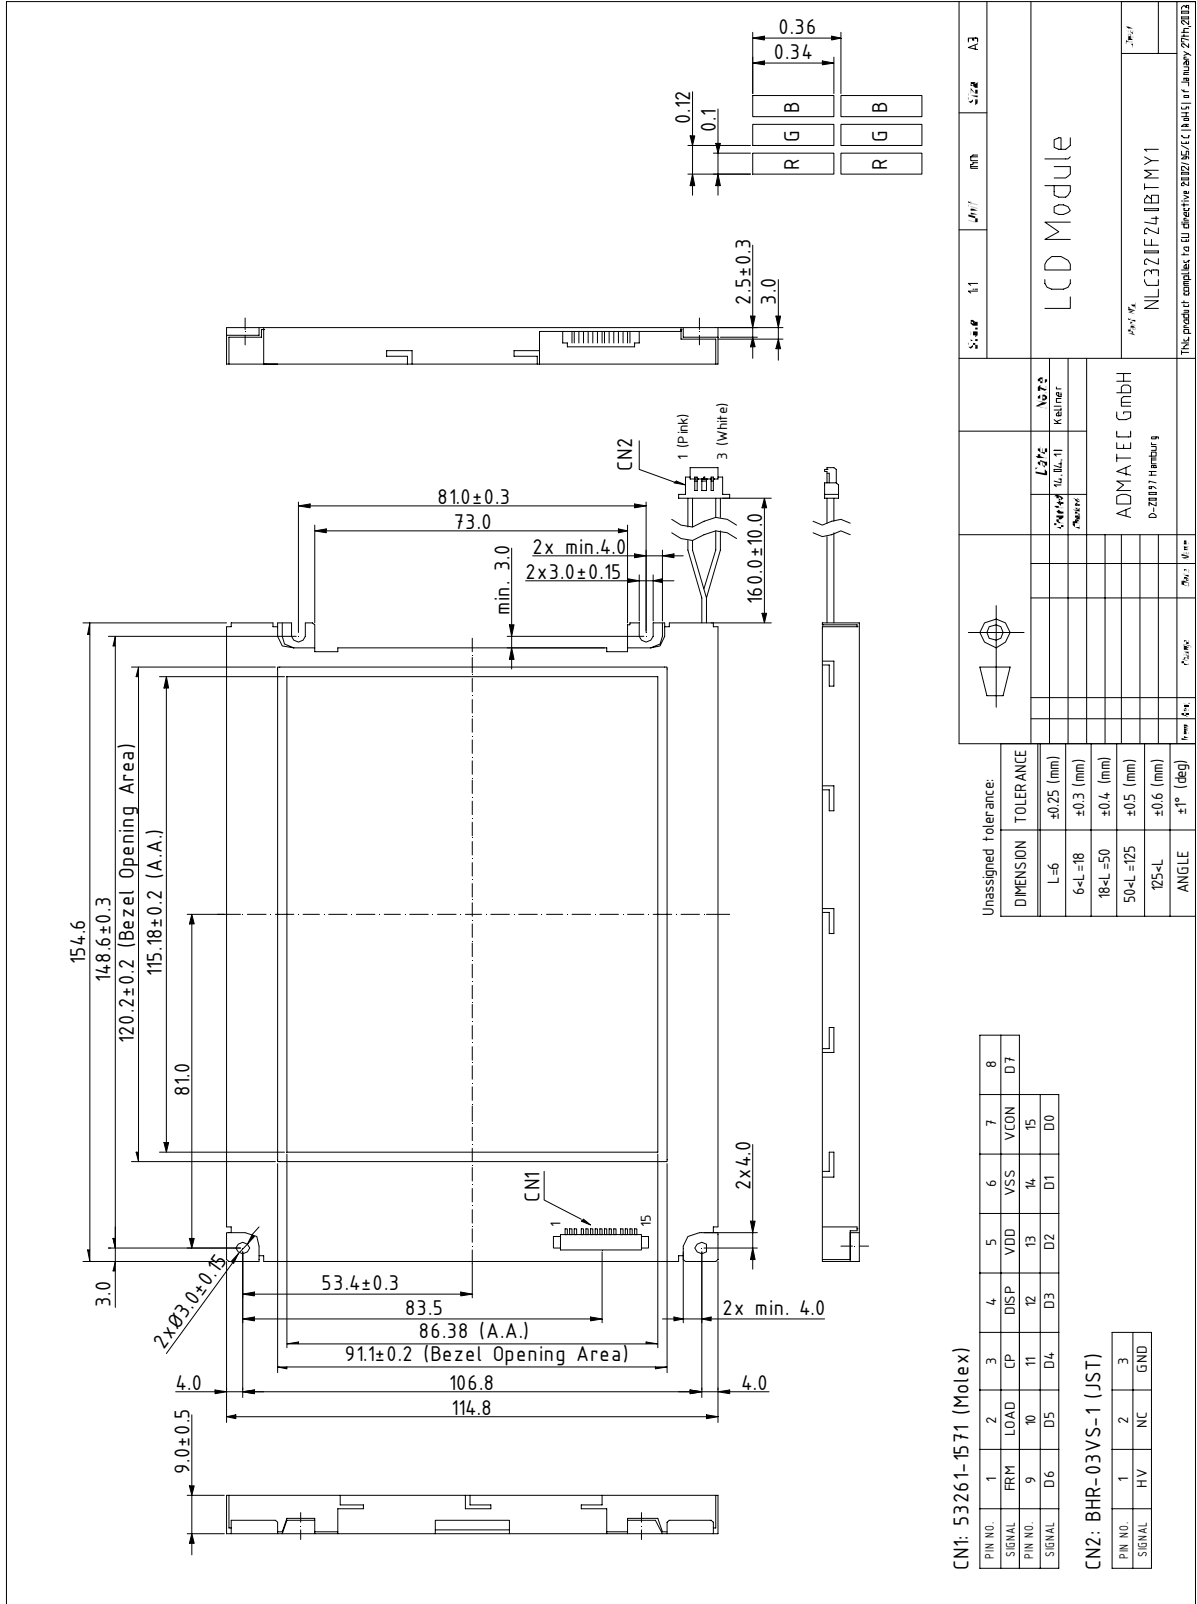 154.6
148.6±0.3
120.2±0.2 (Bezel Opening Area)
115.18±0.2 (A.A.)
81.0
3.0
2xØ3.0±0.15
9.0±0.5
4.0
53.4±0.3
83.5
86.38 (A.A.)
91.1±0.2 (Bezel Opening Area)
106.8
114.8
4.0
2x min. 4.0
2x4.0
CN1
1
15
81.0±0.3
73.0
2x min.4.0
2x3.0±0.15
min. 3.0
160.0±10.0
CN2
1 (Pink)
3 (White)
2.5±0.3
3.0
0.36
0.34
0.12
0.1
R G B
R G B
CN1: 53261-1571 (Molex)
PIN NO. 1 2 3 4 5 6 7 8
SIGNAL FRM LOAD CP DISP VDD VSS VCON D7
PIN NO. 9 10 11 12 13 14 15
SIGNAL D6 D5 D4 D3 D2 D1 D0
CN2: BHR-03VS-1 (JST)
PIN NO. 1 2 3
SIGNAL HV NC GND
Unassigned tolerance:
DIMENSION TOLERANCE
L=6 ±0.25 (mm)
6<L=18 ±0.3 (mm)
18<L=50 ±0.4 (mm)
50<L=125 ±0.5 (mm)
125<L ±0.6 (mm)
ANGLE ±1° (deg)
Date Name
14.04.11 Kellner
ADMATEC GmbH
D-20097 Hamburg
Scale 1:1 Unit mm Size A3
LCD Module
Part No.
NLC320F240BTMY1
This product complies to EU directive 2002/95/EC (RoHS) of January 27th,2003